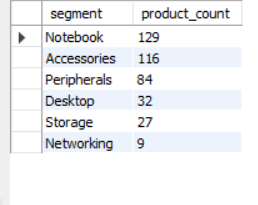 segment product_count
Notebook 129
Accessories 116
Peripherals 84
Desktop 32
Storage 27
Networking 9